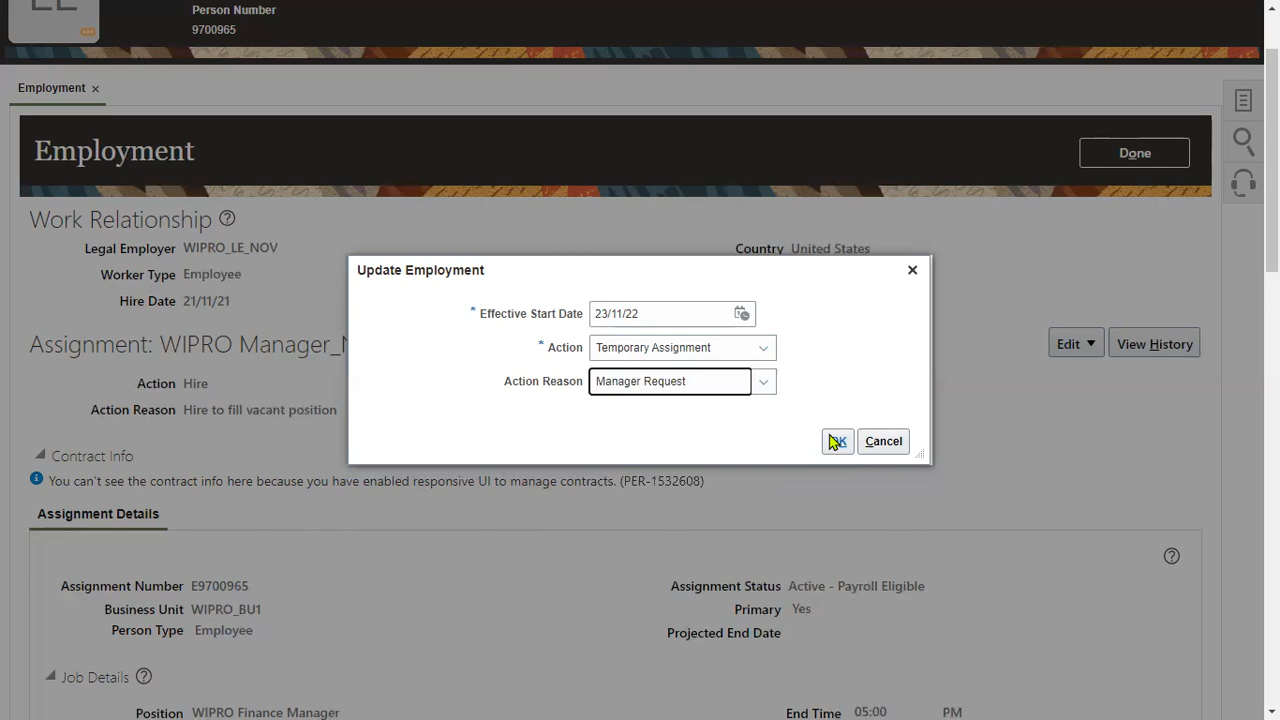 Person Number
9700965
Employment
Employment
Done
Work Relationship
Legal Employer WIPRO_LE_NOV
Country United States
Worker Type Employee
Hire Date 21/11/21
Update Employment
* Effective Start Date 23/11/22
* Action Temporary Assignment
Action Reason Manager Request
OK Cancel
Assignment: WIPRO Manager_
Edit View History
Action Hire
Action Reason Hire to fill vacant position
Contract Info
You can't see the contract info here because you have enabled responsive UI to manage contracts. (PER-1532608)
Assignment Details
Assignment Number E9700965
Assignment Status Active - Payroll Eligible
Business Unit WIPRO_BU1
Primary Yes
Person Type Employee
Projected End Date
Job Details
Position WIPRO Finance Manager
End Time 05:00 PM